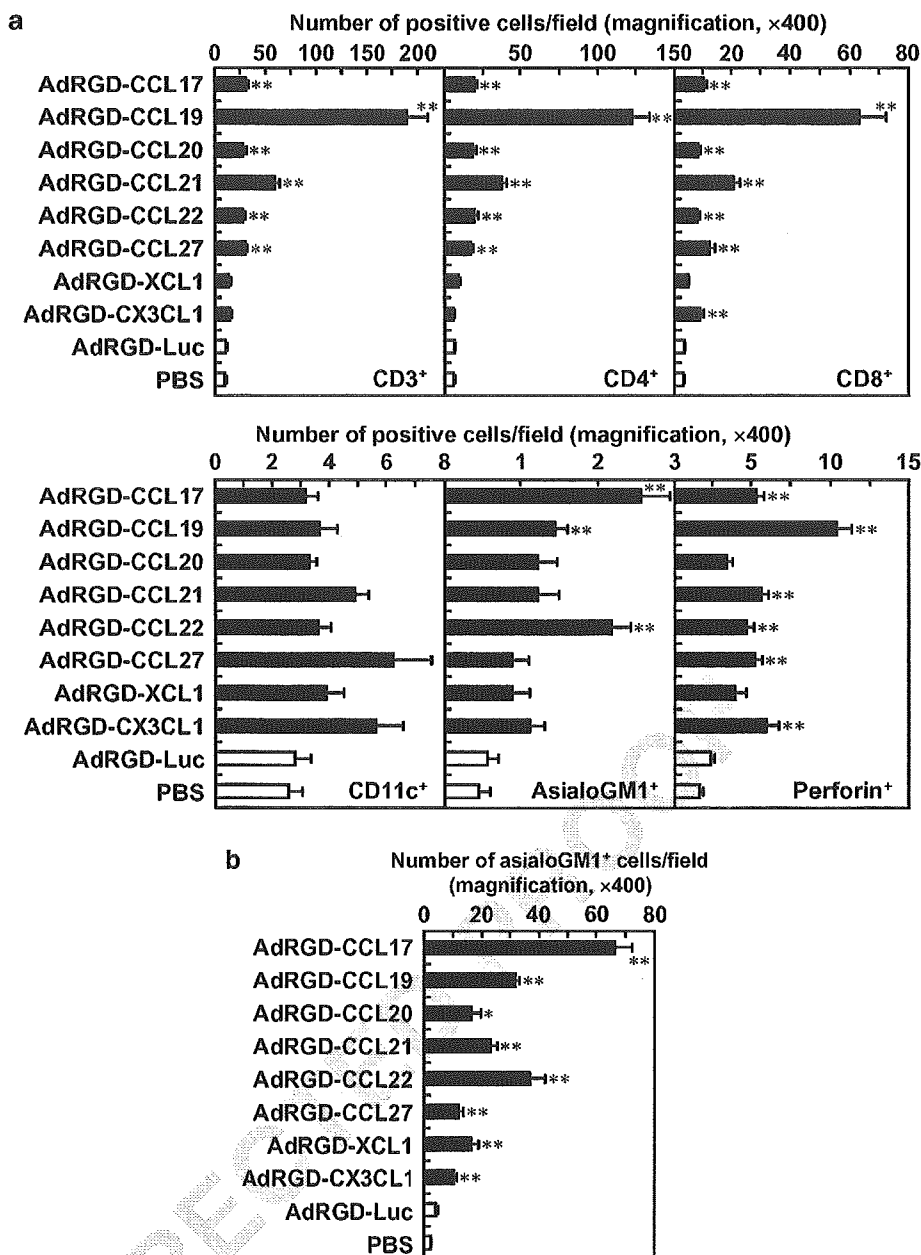 a
Number of positive cells/field (magnification, ×400)
0 50 100 150 200 50 100 150 20 40 60 80
AdRGD-CCL17 ** ** **
AdRGD-CCL19 ** ** **
AdRGD-CCL20 ** ** **
AdRGD-CCL21 ** ** **
AdRGD-CCL22 ** ** **
AdRGD-CCL27 ** ** **
AdRGD-XCL1
AdRGD-CX3CL1 **
AdRGD-Luc
PBS CD3⁺ CD4⁺ CD8⁺
Number of positive cells/field (magnification, ×400)
0 2 4 6 8 1 2 3 5 10 15
AdRGD-CCL17 ** **
AdRGD-CCL19 ** **
AdRGD-CCL20
AdRGD-CCL21 **
AdRGD-CCL22 ** **
AdRGD-CCL27 **
AdRGD-XCL1
AdRGD-CX3CL1 **
AdRGD-Luc
PBS CD11c⁺ AsialoGM1⁺ Perforin⁺
b
Number of asialoGM1⁺ cells/field
(magnification, ×400)
0 20 40 60 80
AdRGD-CCL17 **
AdRGD-CCL19 **
AdRGD-CCL20 *
AdRGD-CCL21 **
AdRGD-CCL22 **
AdRGD-CCL27 **
AdRGD-XCL1 **
AdRGD-CX3CL1 **
AdRGD-Luc
PBS